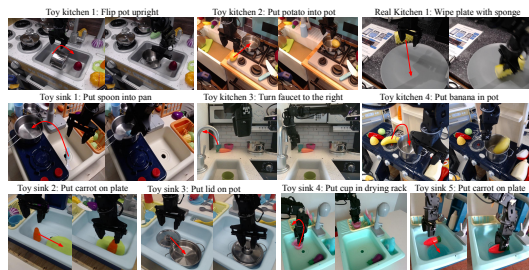 Toy kitchen 1: Flip pot upright
Toy kitchen 2: Put potato into pot
Real Kitchen 1: Wipe plate with sponge
Toy sink 1: Put spoon into pan
Toy kitchen 3: Turn faucet to the right
Toy kitchen 4: Put banana in pot
Toy sink 2: Put carrot on plate
Toy sink 3: Put lid on pot
Toy sink 4: Put cup in drying rack
Toy sink 5: Put carrot on plate